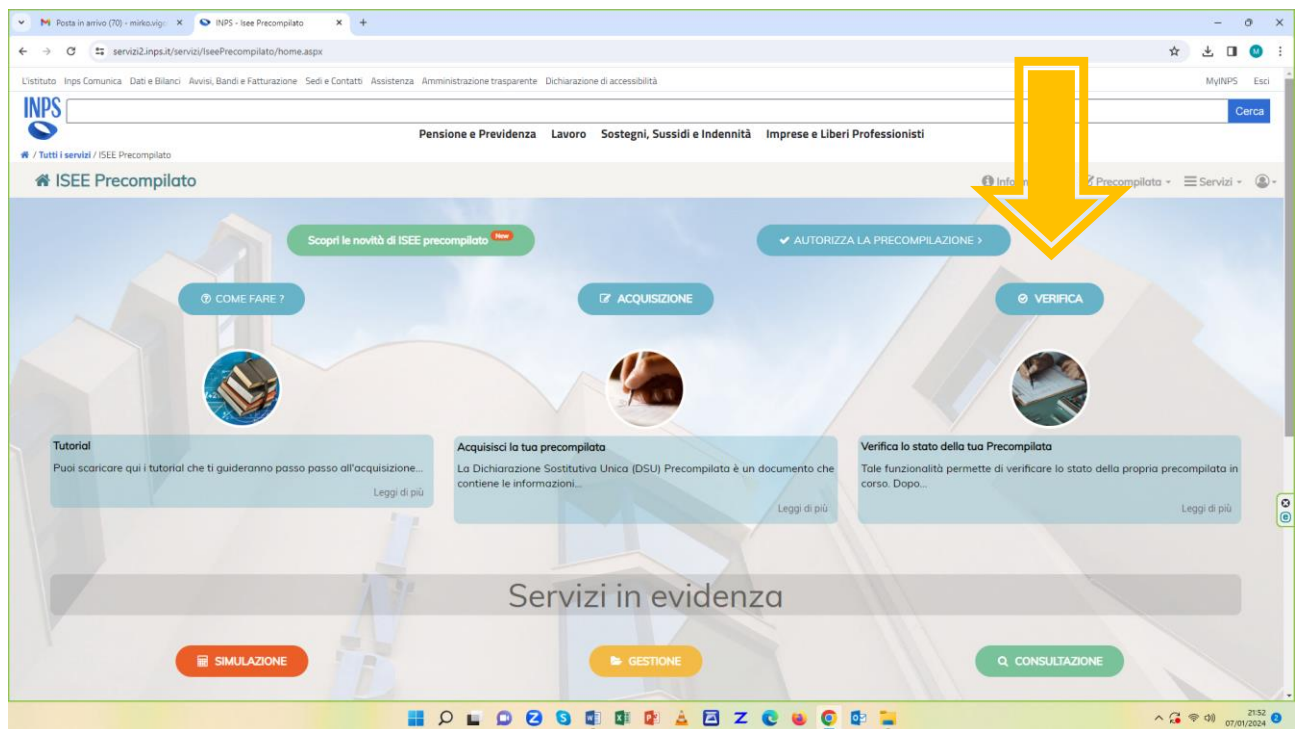 Posta in arrivo (70) - mirko.vigo
INPS - Isee Precompilato
servizi2.inps.it/servizi/IseePrecompilato/home.aspx
L'istituto Inps Comunica Dati e Bilanci Avvisi, Bandi e Fatturazione Sedi e Contatti Assistenza Amministrazione trasparente Dichiarazione di accessibilità MyINPS Esci
INPS
Cerca
Pensione e Previdenza Lavoro Sostegni, Sussidi e Indennità Imprese e Liberi Professionisti
/ Tutti i servizi / ISEE Precompilato
ISEE Precompilato
Precompilata Servizi
Scopri le novità di ISEE precompilato New
AUTORIZZA LA PRECOMPILAZIONE >
COME FARE ?
ACQUISIZIONE
VERIFICA
Tutorial
Puoi scaricare qui i tutorial che ti guideranno passo passo all'acquisizione...
Leggi di più
Acquisisci la tua precompilata
La Dichiarazione Sostitutiva Unica (DSU) Precompilata è un documento che
contiene le informazioni...
Leggi di più
Verifica lo stato della tua Precompilata
Tale funzionalità permette di verificare lo stato della propria precompilata in
corso. Dopo...
Leggi di più
Servizi in evidenza
SIMULAZIONE
GESTIONE
CONSULTAZIONE
21:52
07/01/2024